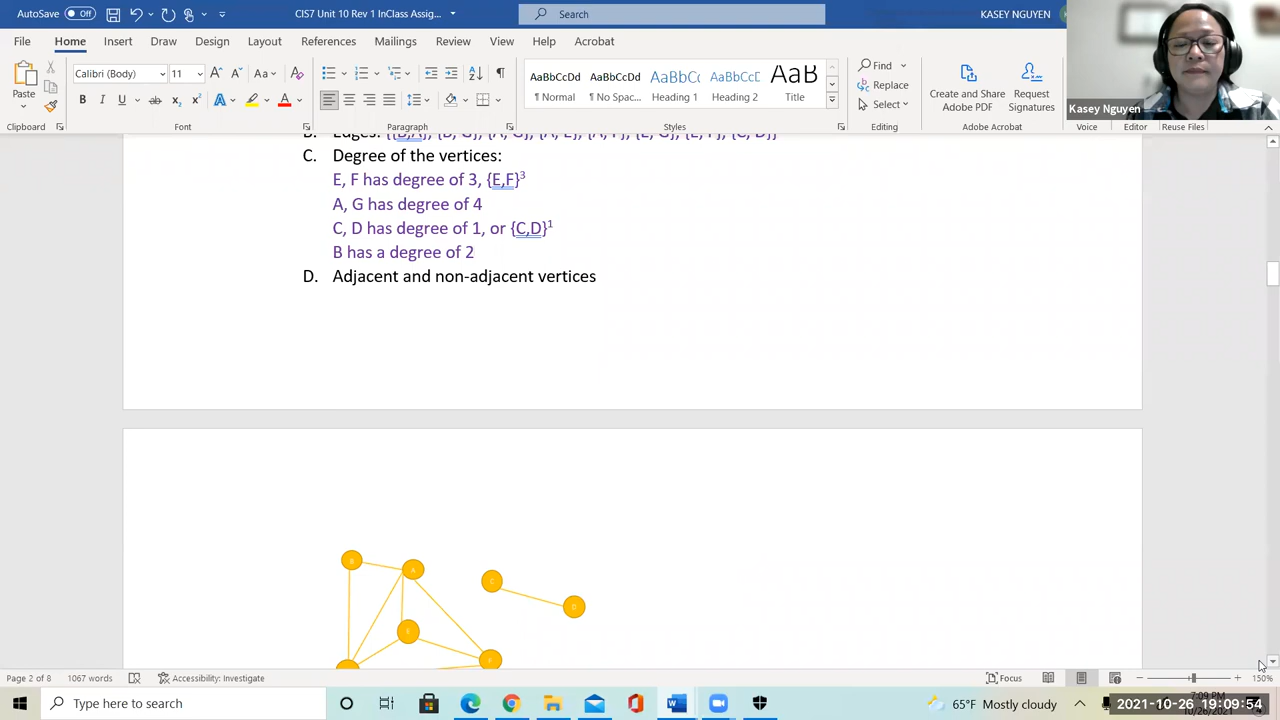 AutoSave Off
CIS7 Unit 10 Revision 1 InClass Assig...
Search
KASEY NGUYEN
File Home Insert Draw Design Layout References Mailings Review View Help Acrobat
Paste
Clipboard
Calibri (Body) 11
Font
Paragraph
AaBbCcDd AaBbCcDd AaBbCc AaBbCcC AaB
¶ Normal ¶ No Spac... Heading 1 Heading 2 Title
Styles
Find
Replace
Select
Editing
Create and Share Adobe PDF
Request Signatures
Adobe Acrobat
Voice
Editor
Reuse Files
Kasey Nguyen
C. Degree of the vertices:
E, F has degree of 3, {E,F}3
A, G has degree of 4
C, D has degree of 1, or {C,D}1
B has a degree of 2
D. Adjacent and non-adjacent vertices
B A C D E
Page 2 of 8 1067 words Accessibility: Investigate
Focus
150%
Type here to search
65°F Mostly cloudy
7:09 PM
2021-10-26 19:09:54